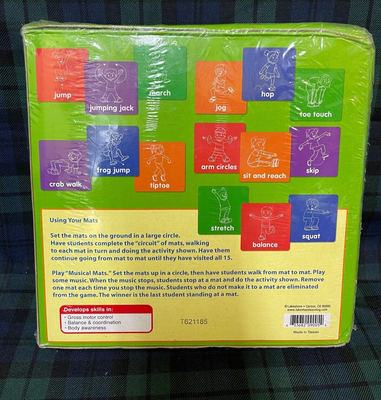 jump
jumping jack
march
jog
hop
toe touch
crab walk
frog jump
tiptoe
arm circles
sit and reach
skip
stretch
balance
squat
Using Your Mats
Set the mats on the ground in a large circle.
Have students complete the "circuit" of mats, walking
to each mat in turn and doing the activity shown. Have them
continue going from mat to mat until they have visited all 15.
Play "Musical Mats." Set the mats up in a circle, then have students walk from mat to mat. Play
some music. When the music stops, students stop at a mat and do the activity shown. Remove
one mat each time you stop the music. Students who do not make it to a mat are eliminated
from the game. The winner is the last student standing at a mat.
Develops skills in:
• Gross motor control
• Balance & coordination
• Body awareness
T621185
Made in Taiwan